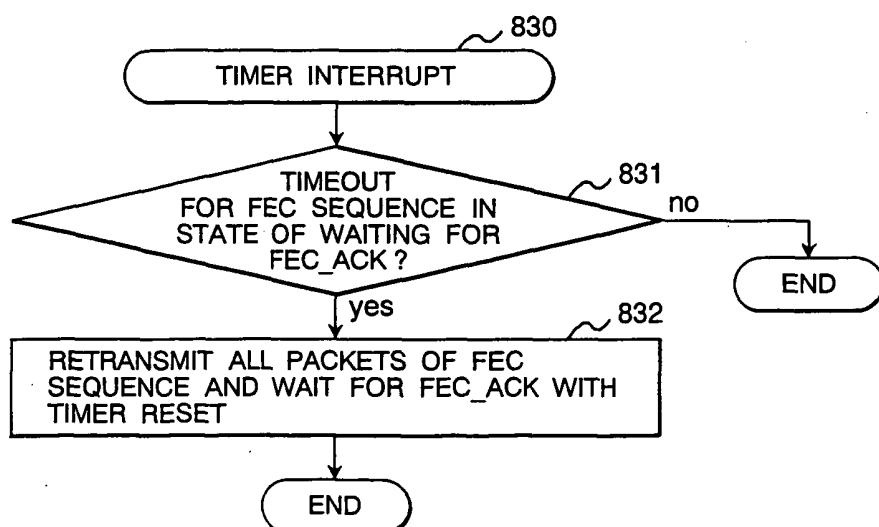 830
TIMER INTERRUPT
831
TIMEOUT
FOR FEC SEQUENCE IN
STATE OF WAITING FOR
FEC_ACK ?
no
END
yes
832
RETRANSMIT ALL PACKETS OF FEC
SEQUENCE AND WAIT FOR FEC_ACK WITH
TIMER RESET
END